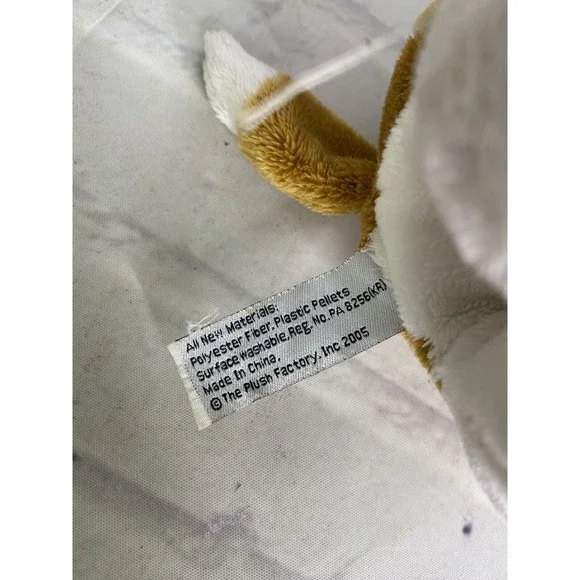 All New Materials.
Polyester Fiber, Plastic Pellets
Surface washable, Reg. No. PA 8256(KR)
Made In China.
© The Plush Factory, Inc 2005